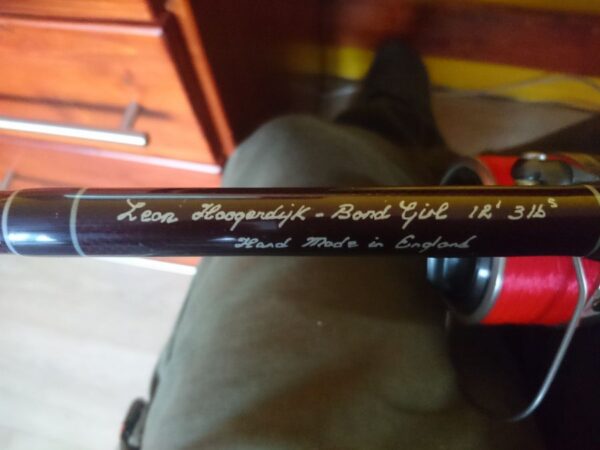 Leon Hoogerdijk - Bond Girl 12' 3lbs
Hand Made in England